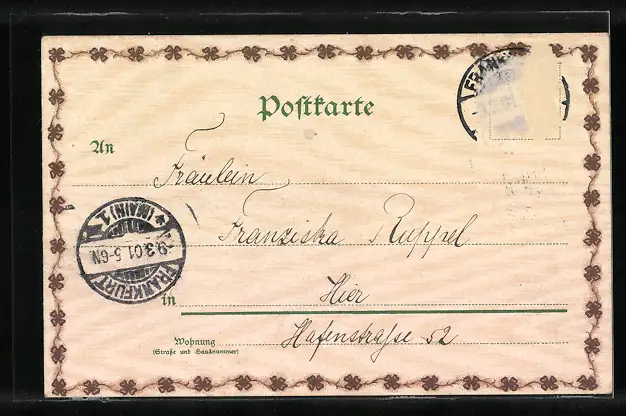 Postkarte
An
Fräulein
Franziska Ruppel
in
Hier
Wohnung
(Straße und Hausnummer)
Hafenstraſse 52
FRANKFURT
9.3.01.5-6N.
*(MAIN)1